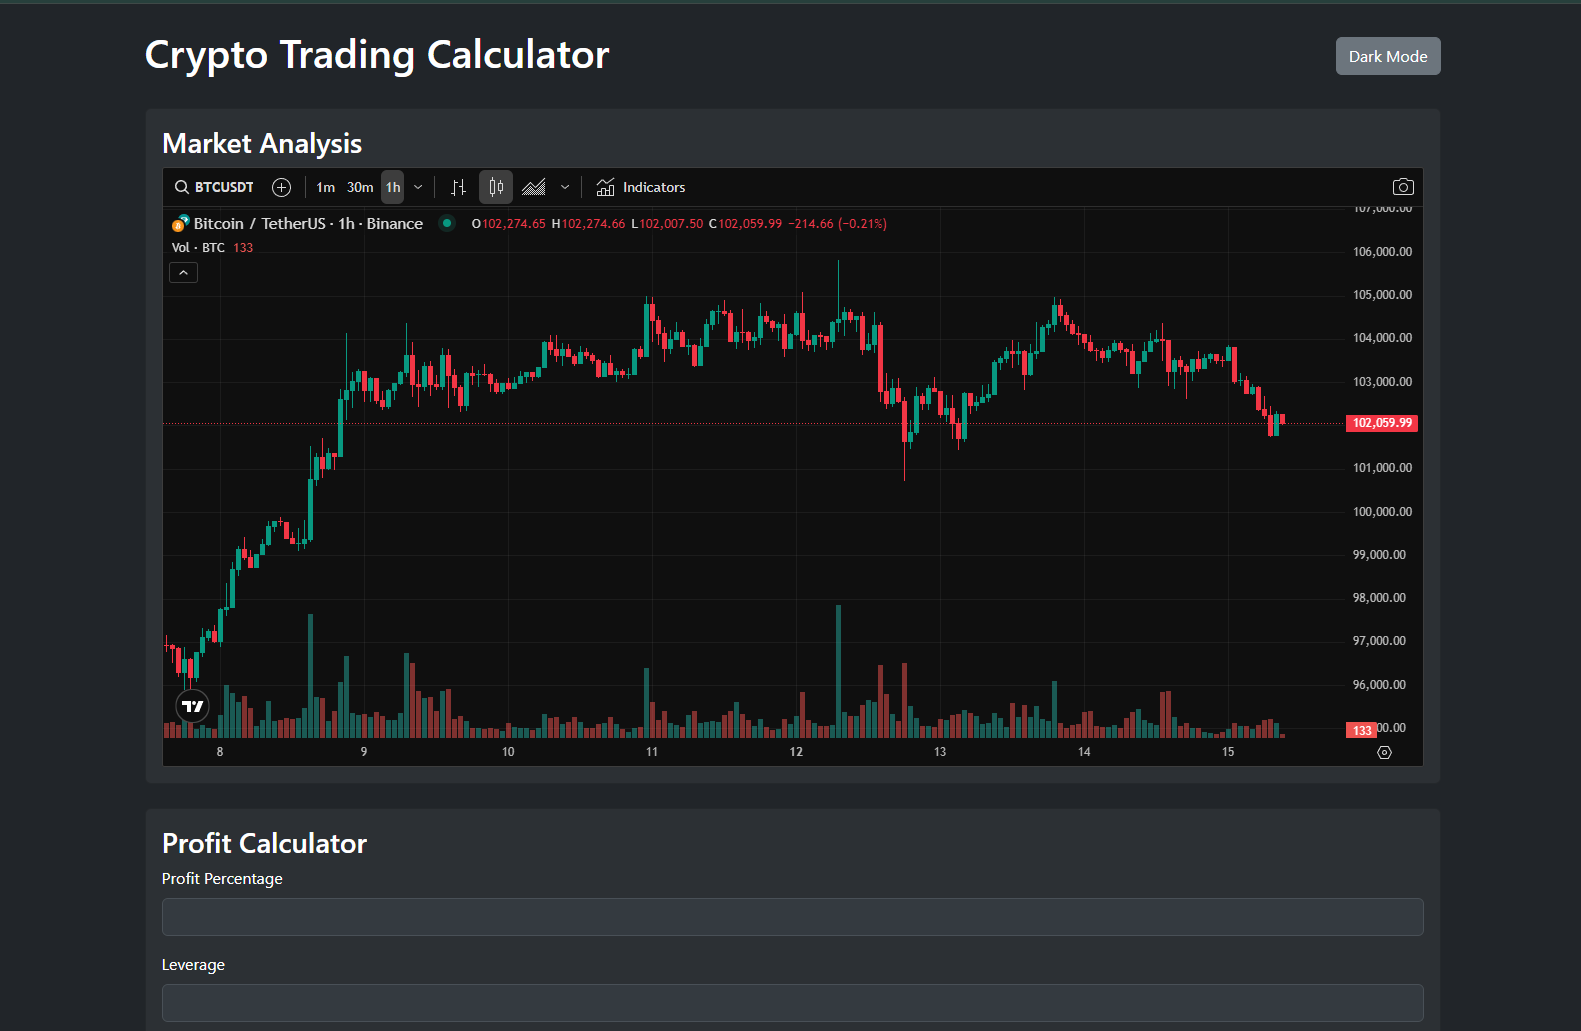 Crypto Trading Calculator
Dark Mode
Market Analysis
BTCUSDT 1m 30m 1h Indicators
Bitcoin / TetherUS · 1h · Binance O102,274.65 H102,274.66 L102,007.50 C102,059.99 −214.66 (−0.21%)
Vol · BTC 133
107,000.00
106,000.00
105,000.00
104,000.00
103,000.00
102,059.99
101,000.00
100,000.00
99,000.00
98,000.00
97,000.00
96,000.00
133 00.00
8 9 10 11 12 13 14 15
Profit Calculator
Profit Percentage
Leverage